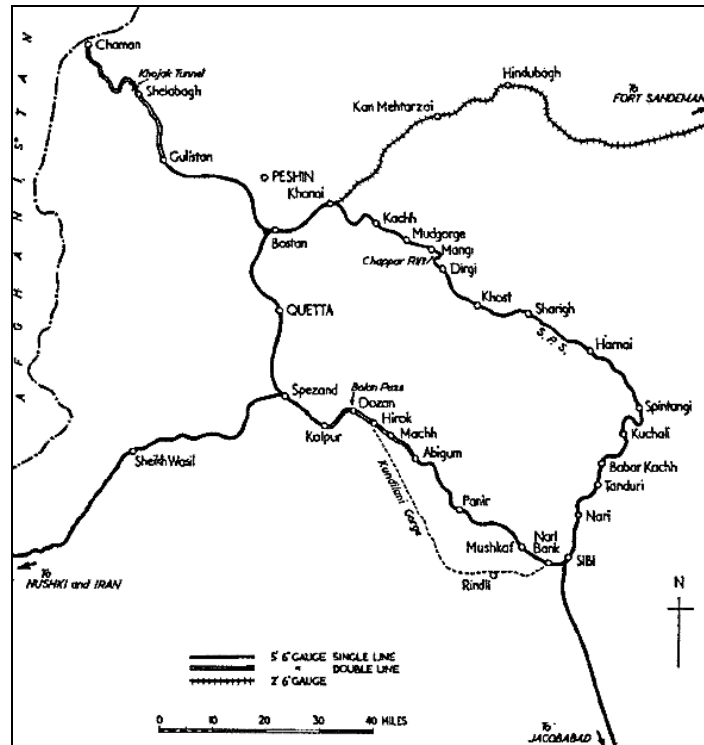 Chaman
Khojak Tunnel
Shelabagh
Hindubagh
To
FORT SANDEMAN
Kan Mehtarzai
Gulistan
PESHIN
Khanai
Bostan
Kachh
Mudgorge
Mangi
Chappar Rift
Dirgi
AFGHANISTAN
QUETTA
Khost
Sharigh
S.P.S.
Harnai
Spezand
Bolan Pass
Dozan
Hirok
Kolpur
Machh
Abigum
Spintangi
Kuchali
Babar Kachh
Tanduri
Sheikh Wasil
Kundilani Gorge
Panir
Nari
Mushkaf
Nari
Bank
SIBI
Rindli
To
NUSHKI and IRAN
N
5' 6" GAUGE SINGLE LINE
" DOUBLE LINE
2' 6" GAUGE
0 10 20 30 40 MILES
To
JACOBABAD